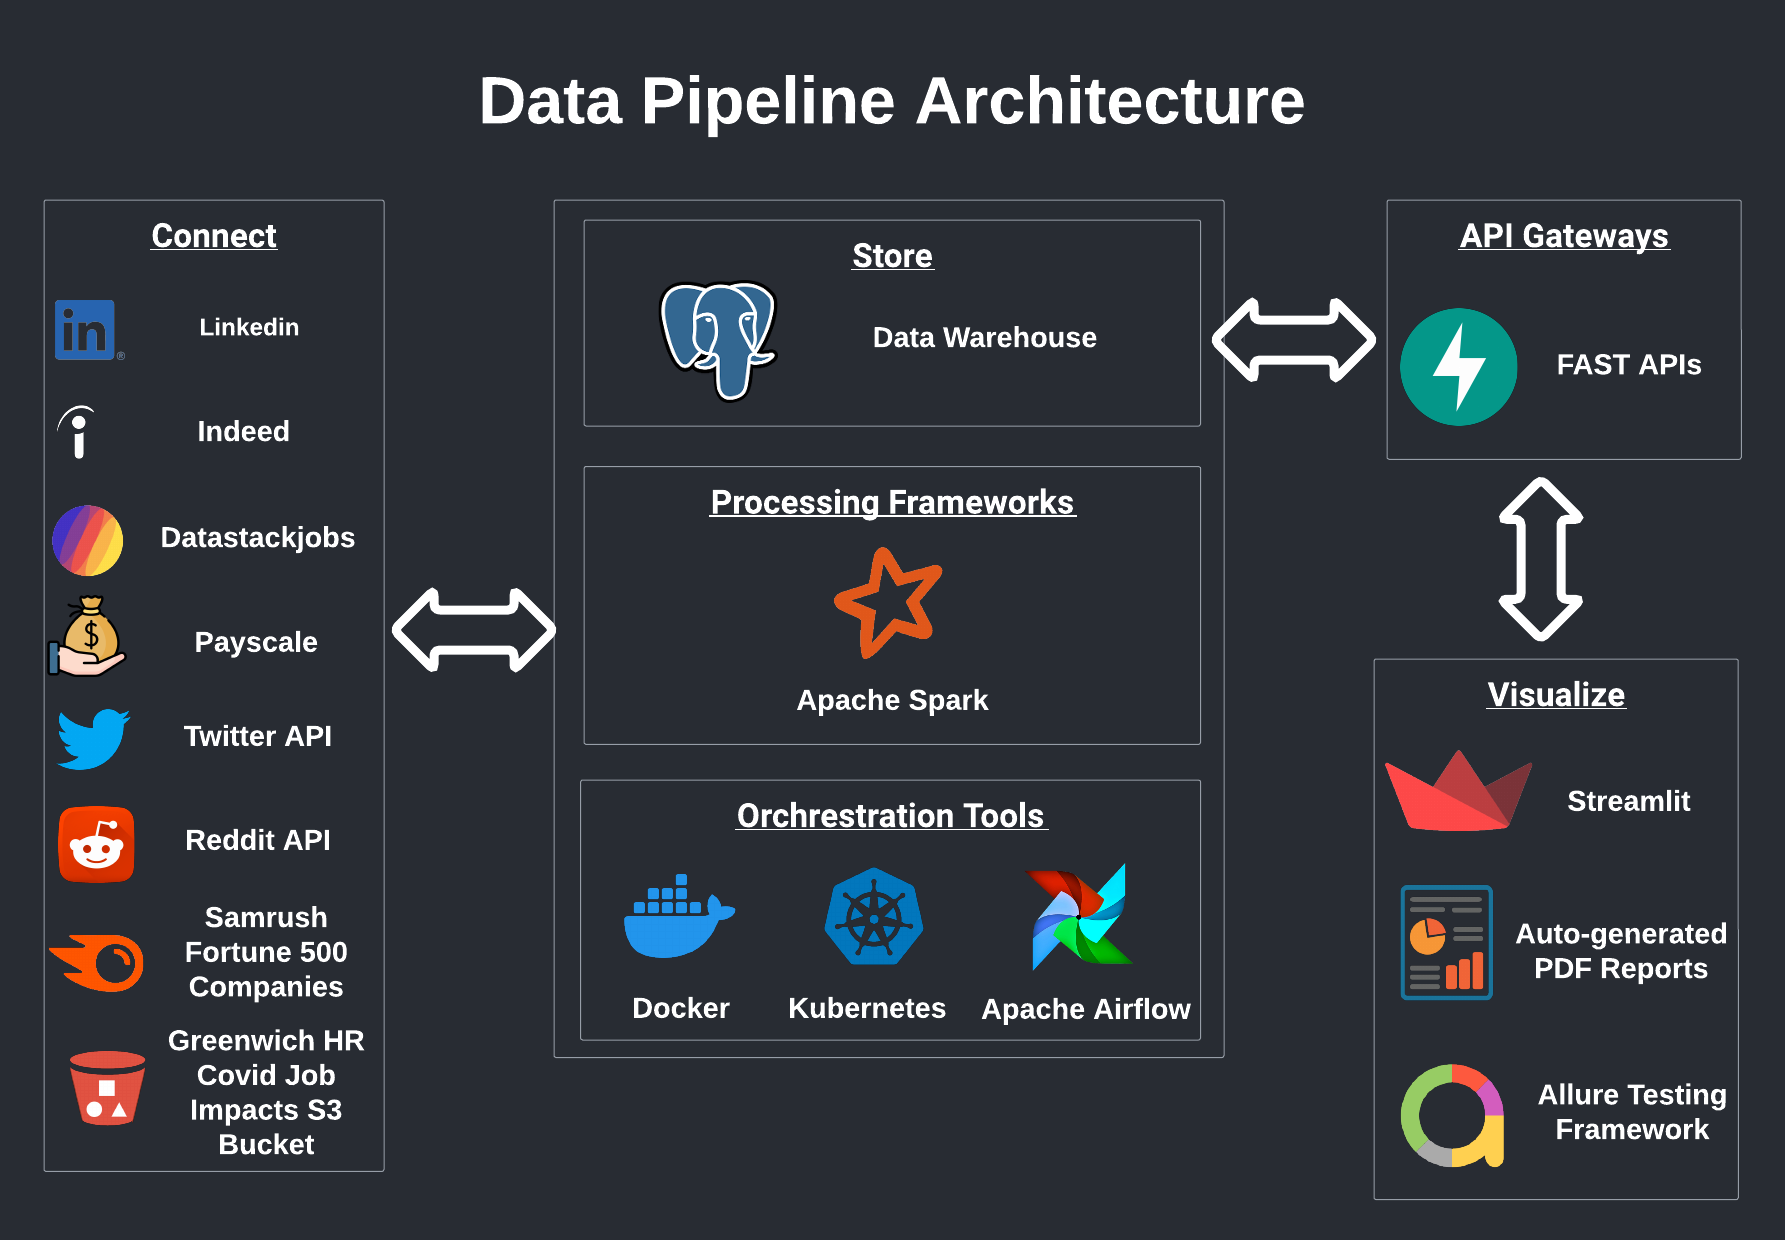 Data Pipeline Architecture
Connect
in
®
Linkedin
Indeed
Datastackjobs
$
Payscale
Twitter API
Reddit API
Samrush
Fortune 500
Companies
Greenwich HR
Covid Job
Impacts S3
Bucket
Store
Data Warehouse
Processing Frameworks
Apache Spark
Orchrestration Tools
Docker
Kubernetes
Apache Airflow
API Gateways
FAST APIs
Visualize
Streamlit
Auto-generated
PDF Reports
Allure Testing
Framework